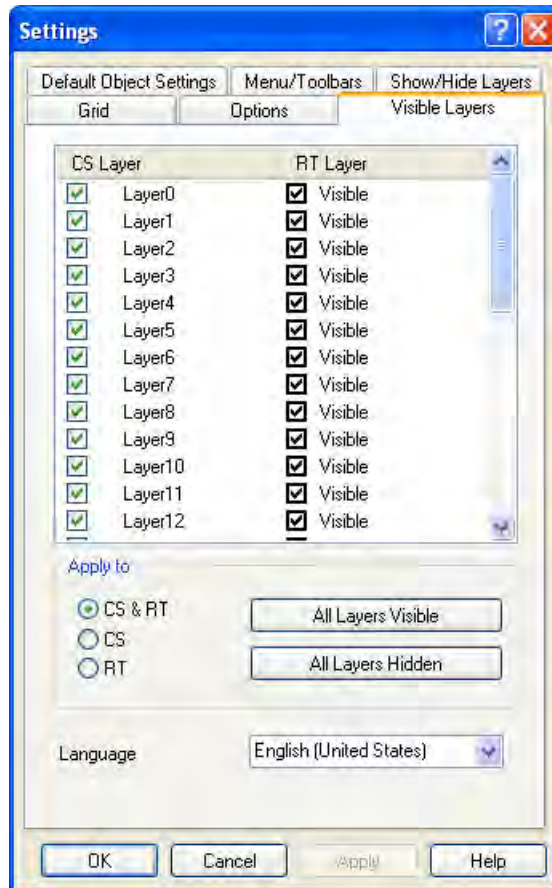 Settings
Default Object Settings Menu/Toolbars Show/Hide Layers
Grid Options Visible Layers
CS Layer RT Layer
Layer0 Visible
Layer1 Visible
Layer2 Visible
Layer3 Visible
Layer4 Visible
Layer5 Visible
Layer6 Visible
Layer7 Visible
Layer8 Visible
Layer9 Visible
Layer10 Visible
Layer11 Visible
Layer12 Visible
Apply to
CS & RT All Layers Visible
CS
RT All Layers Hidden
Language English (United States)
OK Cancel Apply Help